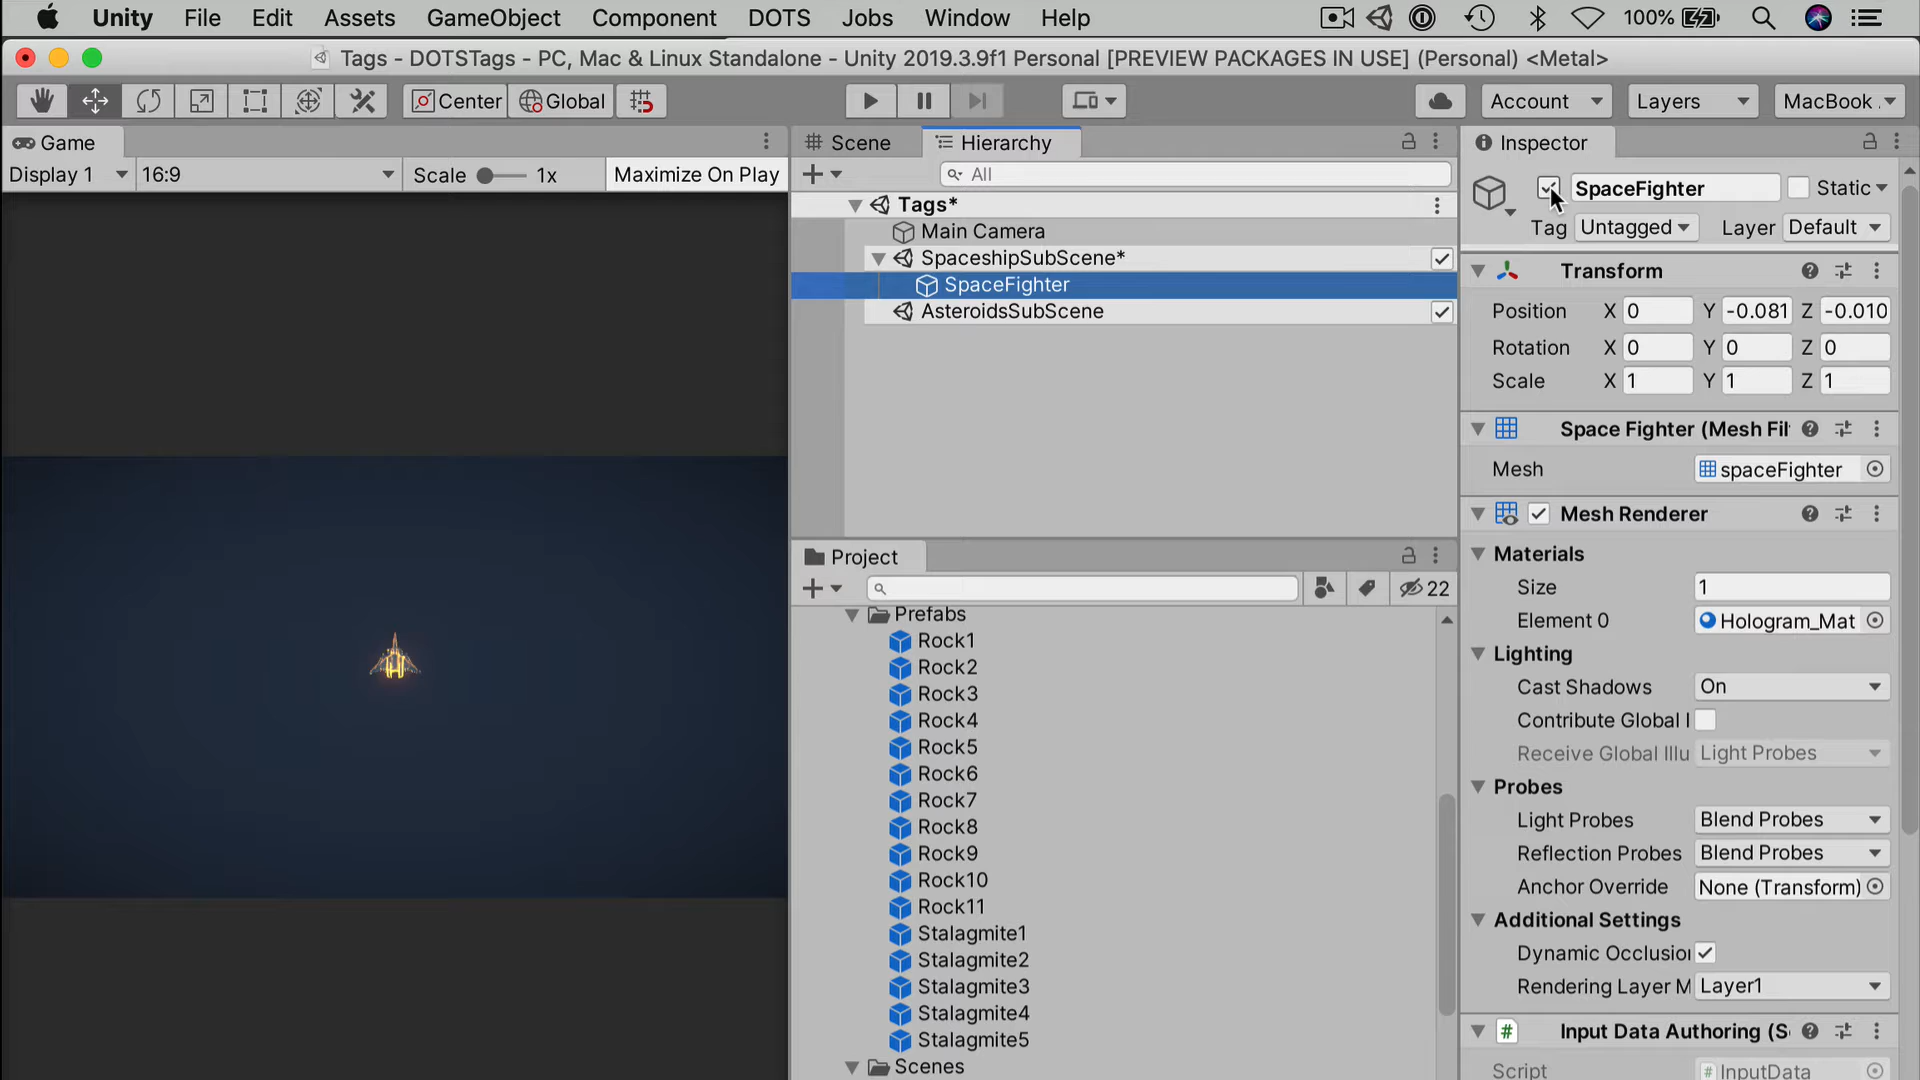 Unity File Edit Assets GameObject Component DOTS Jobs Window Help 100%
Tags - DOTSTags - PC, Mac & Linux Standalone - Unity 2019.3.9f1 Personal [PREVIEW PACKAGES IN USE] (Personal) <Metal>
Center Global Account Layers MacBook .
Game
Display 1 16:9 Scale 1x Maximize On Play
Scene Hierarchy
All
Tags*
Main Camera
SpaceshipSubScene*
SpaceFighter
AsteroidsSubScene
Project
22
Prefabs
Rock1
Rock2
Rock3
Rock4
Rock5
Rock6
Rock7
Rock8
Rock9
Rock10
Rock11
Stalagmite1
Stalagmite2
Stalagmite3
Stalagmite4
Stalagmite5
Scenes
Inspector
SpaceFighter Static
Tag Untagged Layer Default
Transform
Position X 0 Y -0.081 Z -0.010
Rotation X 0 Y 0 Z 0
Scale X 1 Y 1 Z 1
Space Fighter (Mesh Fil
Mesh spaceFighter
Mesh Renderer
Materials
Size 1
Element 0 Hologram_Mat
Lighting
Cast Shadows On
Contribute Global I
Receive Global Illu Light Probes
Probes
Light Probes Blend Probes
Reflection Probes Blend Probes
Anchor Override None (Transform)
Additional Settings
Dynamic Occlusion
Rendering Layer M Layer1
# Input Data Authoring (S
Script # InputData